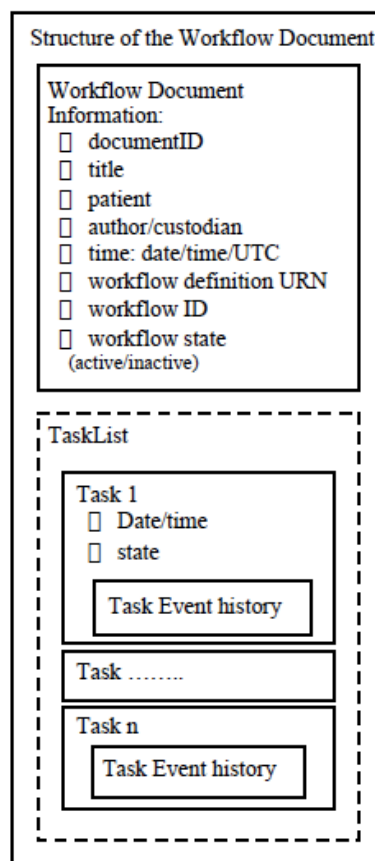 Structure of the Workflow Document
Workflow Document
Information:
▯ documentID
▯ title
▯ patient
▯ author/custodian
▯ time: date/time/UTC
▯ workflow definition URN
▯ workflow ID
▯ workflow state
(active/inactive)
TaskList
Task 1
▯ Date/time
▯ state
Task Event history
Task ……..
Task n
Task Event history